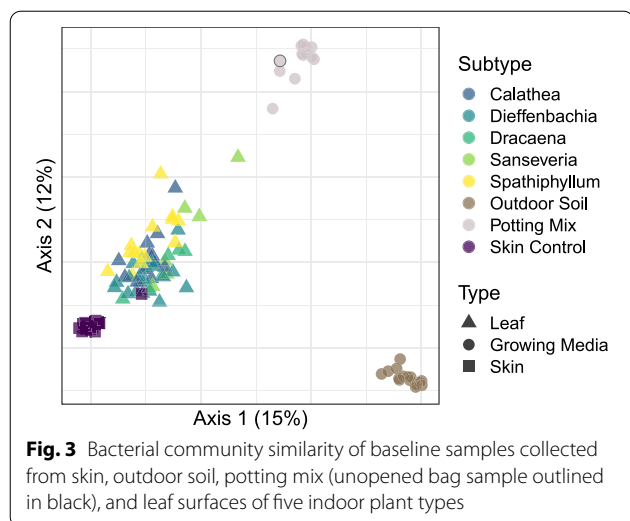 Axis 2 (12%)
Axis 1 (15%)
Subtype
Calathea
Dieffenbachia
Dracaena
Sanseveria
Spathiphyllum
Outdoor Soil
Potting Mix
Skin Control
Type
Leaf
Growing Media
Skin
Fig. 3 Bacterial community similarity of baseline samples collected
from skin, outdoor soil, potting mix (unopened bag sample outlined
in black), and leaf surfaces of five indoor plant types